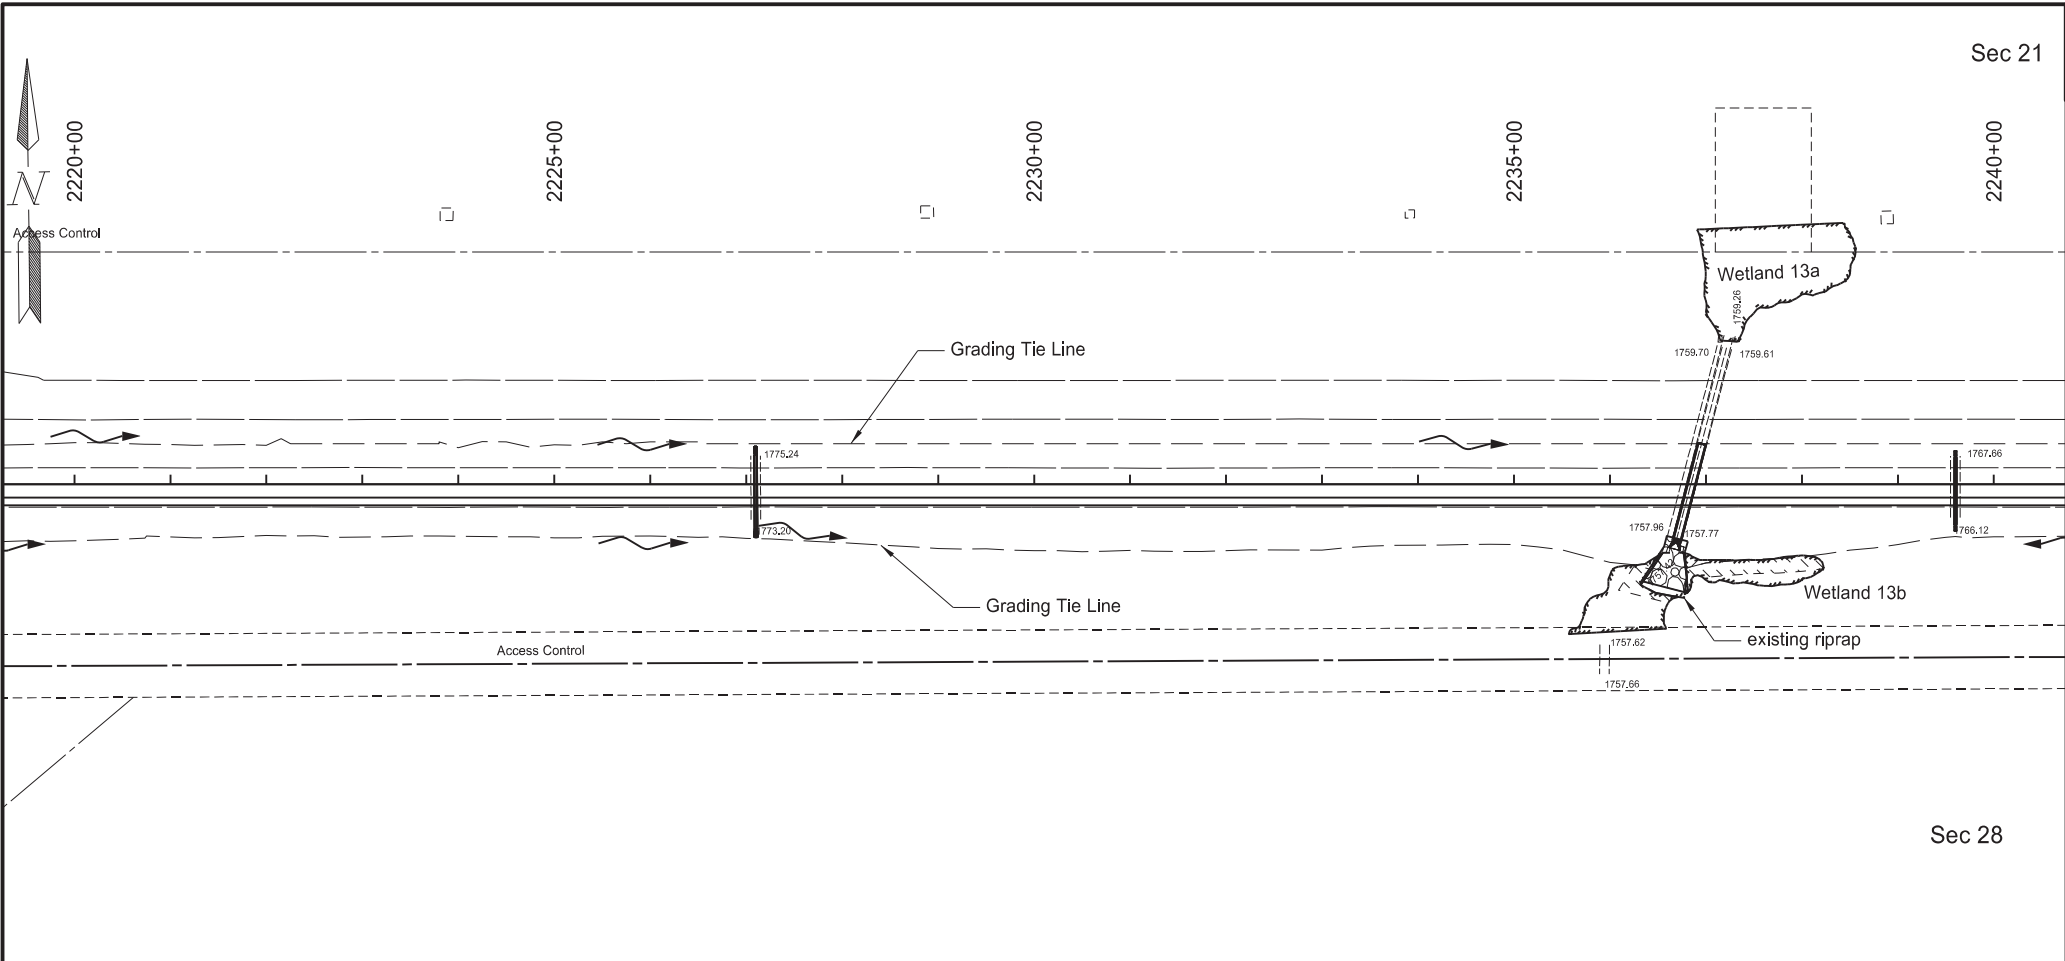 Sec 21
2220+00
2225+00
2230+00
2235+00
2240+00
N
Access Control
Wetland 13a
1759.26
Grading Tie Line
1759.70
1759.61
1775.24
1767.66
1757.96
1757.77
1773.20
1766.12
Wetland 13b
Grading Tie Line
existing riprap
1757.62
Access Control
1757.66
Sec 28